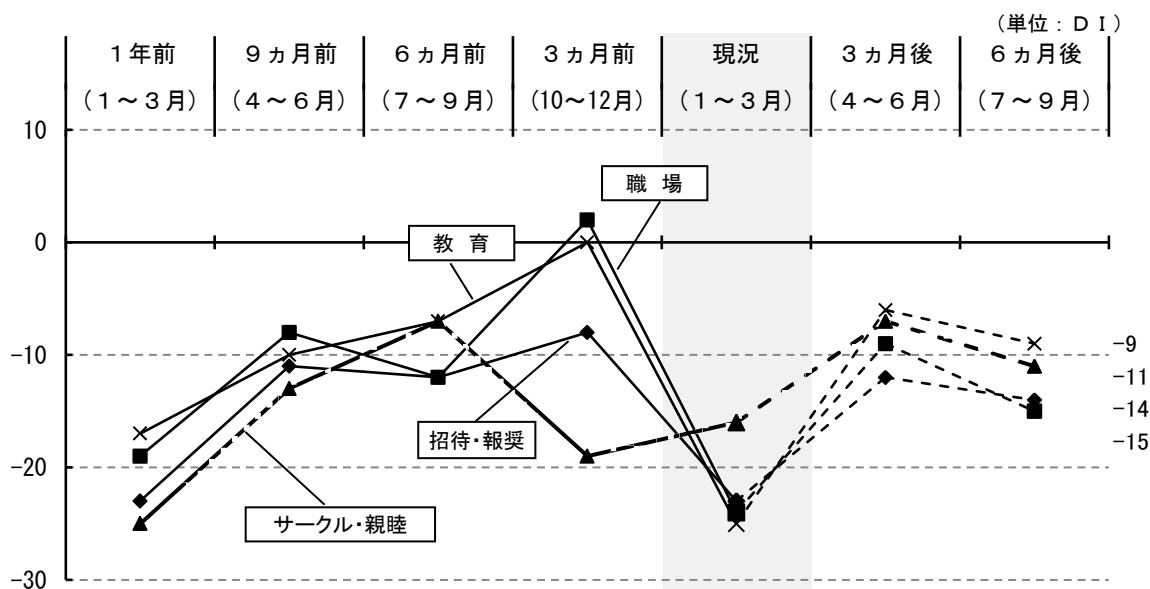 （単位：ＤＩ）
１年前 ９ヵ月前 ６ヵ月前 ３ヵ月前 現況 ３ヵ月後 ６ヵ月後
（１～３月） （４～６月） （７～９月） （10～12月） （１～３月） （４～６月） （７～９月）
10
職 場
0
教 育
-9
-10
-11
-14
招待・報奨
-15
-20
サークル・親睦
-30